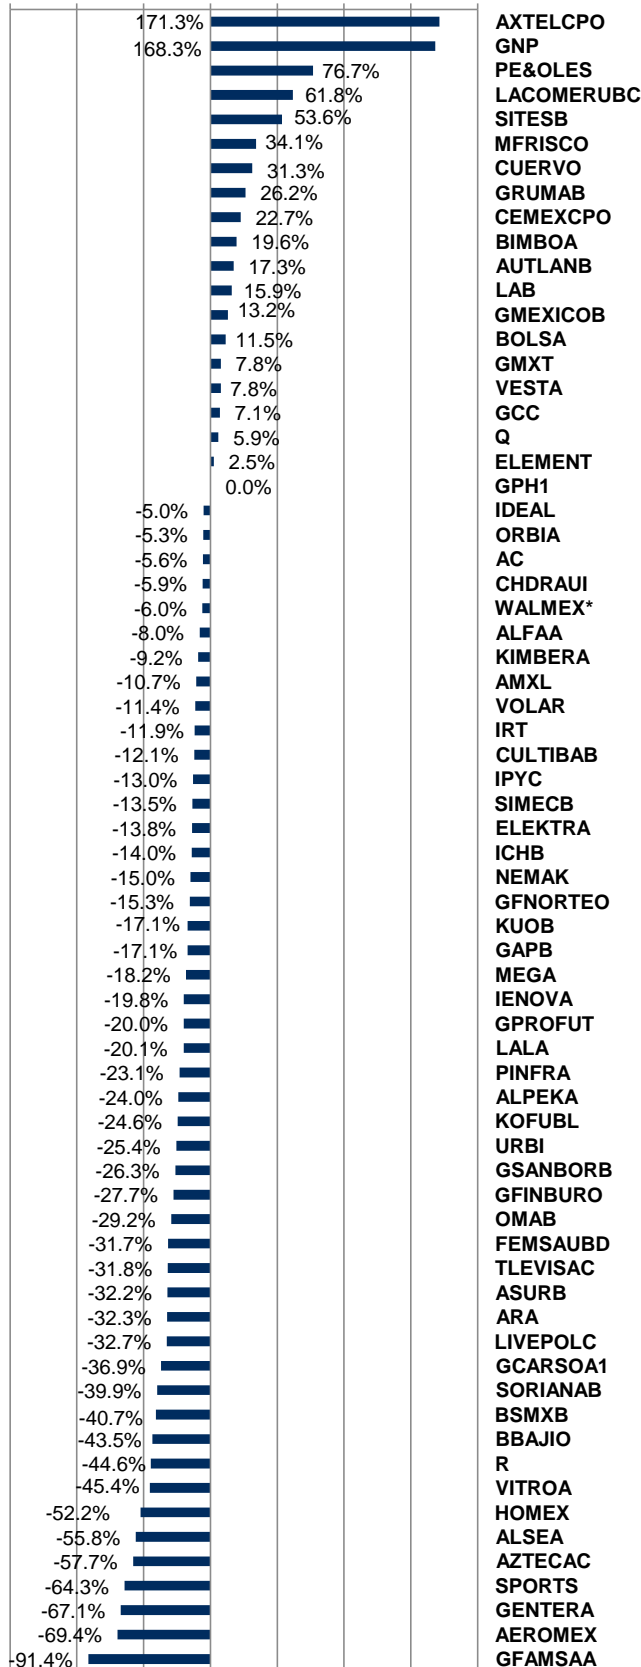 171.3% AXTELCPO
168.3% GNP
76.7% PE&OLES
61.8% LACOMERUBC
53.6% SITESB
34.1% MFRISCO
31.3% CUERVO
26.2% GRUMAB
22.7% CEMEXCPO
19.6% BIMBOA
17.3% AUTLANB
15.9% LAB
13.2% GMEXICOB
11.5% BOLSA
7.8% GMXT
7.8% VESTA
7.1% GCC
5.9% Q
2.5% ELEMENT
0.0% GPH1
-5.0% IDEAL
-5.3% ORBIA
-5.6% AC
-5.9% CHDRAUI
-6.0% WALMEX*
-8.0% ALFAA
-9.2% KIMBERA
-10.7% AMXL
-11.4% VOLAR
-11.9% IRT
-12.1% CULTIBAB
-13.0% IPYC
-13.5% SIMECB
-13.8% ELEKTRA
-14.0% ICHB
-15.0% NEMAK
-15.3% GFNORTEO
-17.1% KUOB
-17.1% GAPB
-18.2% MEGA
-19.8% IENOVA
-20.0% GPROFUT
-20.1% LALA
-23.1% PINFRA
-24.0% ALPEKA
-24.6% KOFUBL
-25.4% URBI
-26.3% GSANBORB
-27.7% GFINBURO
-29.2% OMAB
-31.7% FEMSAUBD
-31.8% TLEVISAC
-32.2% ASURB
-32.3% ARA
-32.7% LIVEPOLC
-36.9% GCARSOA1
-39.9% SORIANAB
-40.7% BSMXB
-43.5% BBAJIO
-44.6% R
-45.4% VITROA
-52.2% HOMEX
-55.8% ALSEA
-57.7% AZTECAC
-64.3% SPORTS
-67.1% GENTERA
-69.4% AEROMEX
-91.4% GFAMSAA